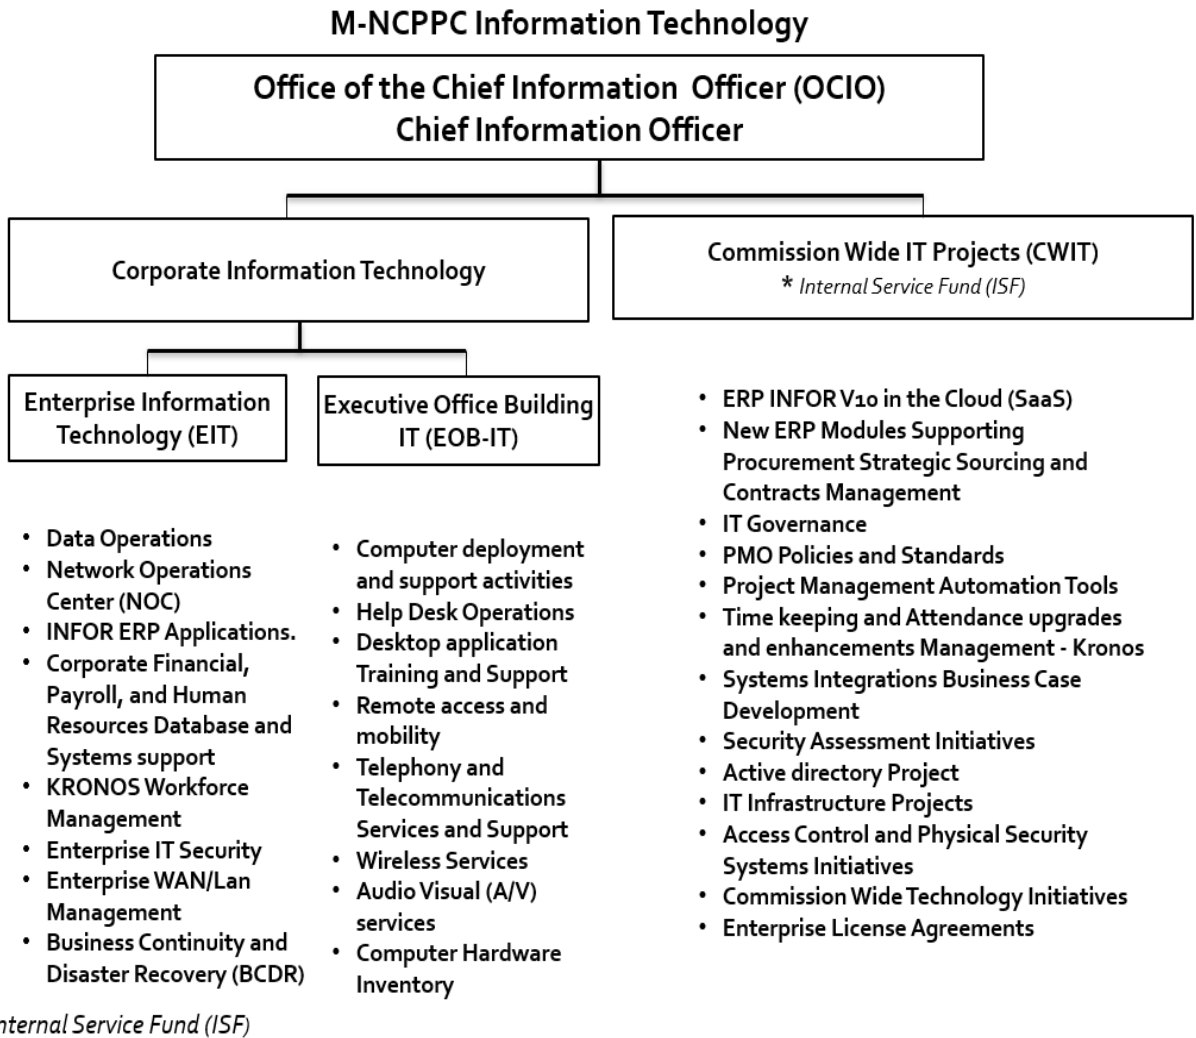 M-NCPPC Information Technology
Office of the Chief Information Officer (OCIO)
Chief Information Officer
Corporate Information Technology
Commission Wide IT Projects (CWIT)
* Internal Service Fund (ISF)
Enterprise Information
Technology (EIT)
Executive Office Building
IT (EOB-IT)
• Data Operations
• Network Operations
Center (NOC)
• INFOR ERP Applications.
• Corporate Financial,
Payroll, and Human
Resources Database and
Systems support
• KRONOS Workforce
Management
• Enterprise IT Security
• Enterprise WAN/Lan
Management
• Business Continuity and
Disaster Recovery (BCDR)
• Computer deployment
and support activities
• Help Desk Operations
• Desktop application
Training and Support
• Remote access and
mobility
• Telephony and
Telecommunications
Services and Support
• Wireless Services
• Audio Visual (A/V)
services
• Computer Hardware
Inventory
• ERP INFOR V10 in the Cloud (SaaS)
• New ERP Modules Supporting
Procurement Strategic Sourcing and
Contracts Management
• IT Governance
• PMO Policies and Standards
• Project Management Automation Tools
• Time keeping and Attendance upgrades
and enhancements Management - Kronos
• Systems Integrations Business Case
Development
• Security Assessment Initiatives
• Active directory Project
• IT Infrastructure Projects
• Access Control and Physical Security
Systems Initiatives
• Commission Wide Technology Initiatives
• Enterprise License Agreements
nternal Service Fund (ISF)